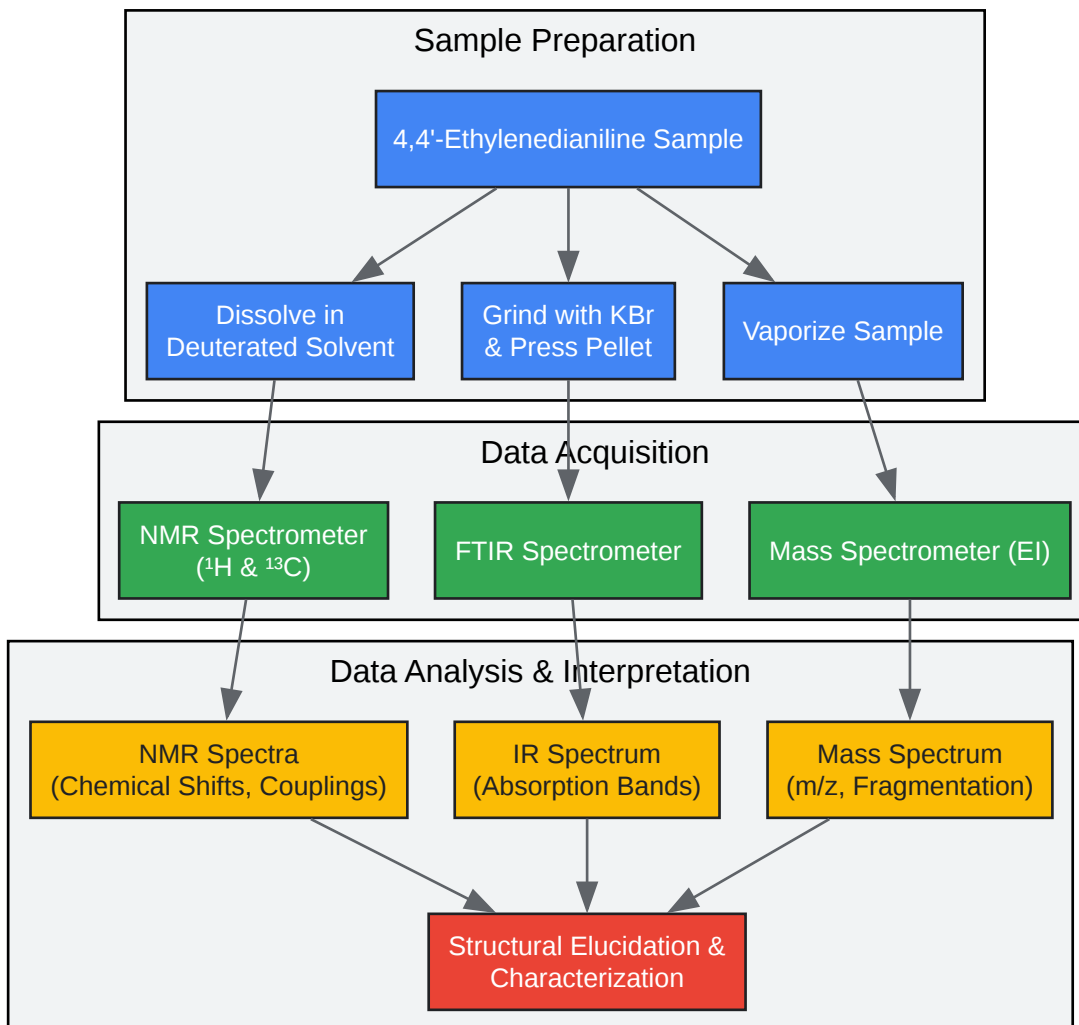 Sample Preparation
4,4'-Ethylenedianiline Sample
Dissolve in
Deuterated Solvent
Grind with KBr
& Press Pellet
Vaporize Sample
Data Acquisition
NMR Spectrometer
(¹H & ¹³C)
FTIR Spectrometer
Mass Spectrometer (EI)
Data Analysis & Interpretation
NMR Spectra
(Chemical Shifts, Couplings)
IR Spectrum
(Absorption Bands)
Mass Spectrum
(m/z, Fragmentation)
Structural Elucidation &
Characterization